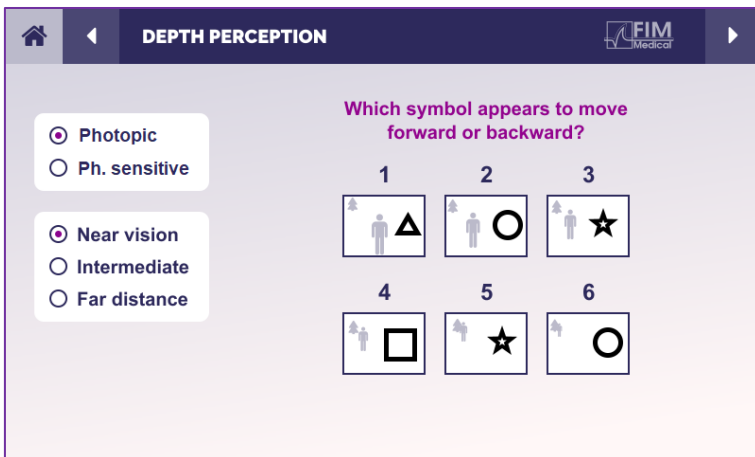 DEPTH PERCEPTION
FIM
Medical
Photopic
Ph. sensitive
Near vision
Intermediate
Far distance
Which symbol appears to move
forward or backward?
1 2 3
4 5 6